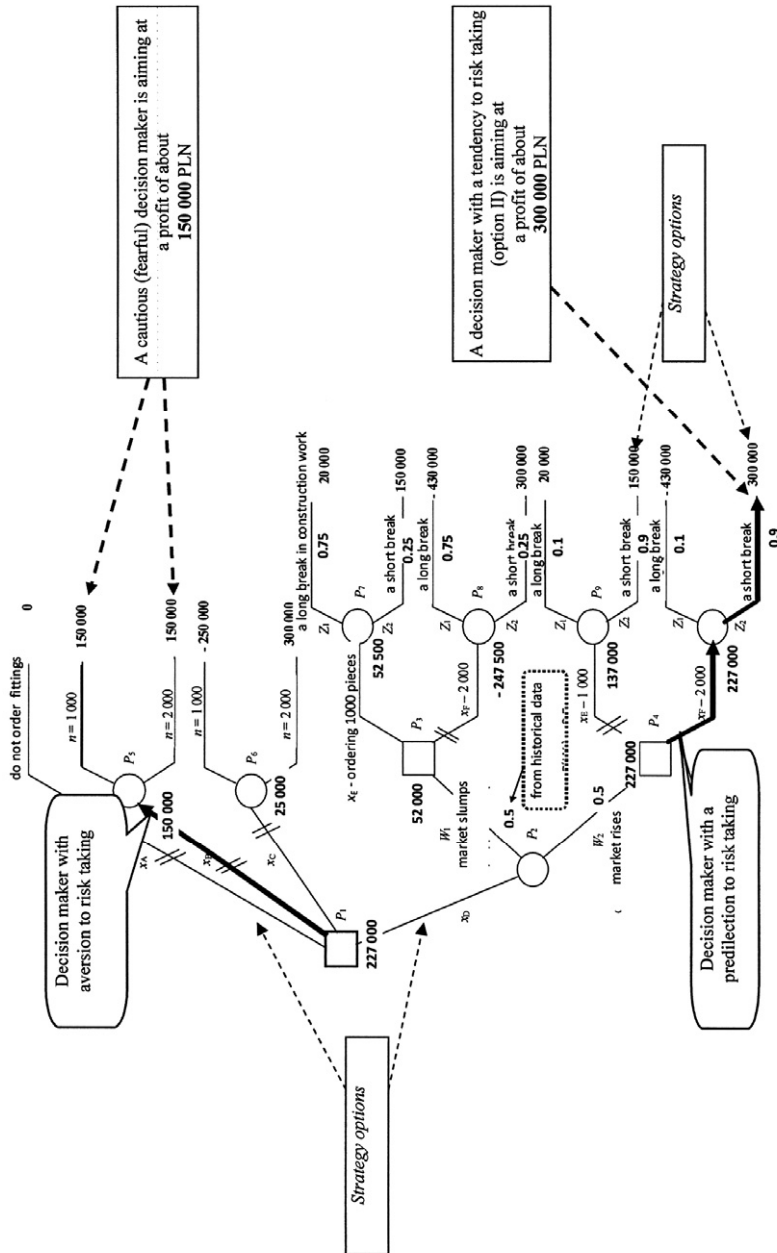 A cautious (fearful) decision maker is aiming at
a profit of about
150 000 PLN
A decision maker with a tendency to risk taking
(option II) is aiming at
a profit of about
300 000 PLN
Strategy options
do not order fittings
0
n = 1 000
150 000
n = 2 000
150 000
n = 1 000
- 250 000
n = 2 000
300 000
a long break in construction work
20 000
0.75
Z₁
P₇
Z₂
52 500
a short break
150 000
0.25
a long break
- 430 000
0.75
Z₁
P₈
Z₂
- 247 500
a short break
300 000
0.25
a long break
20 000
0.1
Z₁
P₉
Z₂
137 000
a short break
150 000
0.9
a long break
- 430 000
0.1
Z₁
Z₂
227 000
a short break
300 000
0.9
P₅
150 000
P₆
25 000
xE - ordering 1000 pieces
P₃
52 000
xF – 2 000
xE – 1 000
P₄
227 000
xF – 2 000
from historical data
W₁
market slumps
0.5
P₂
0.5
W₂
market rises
xA
xB
xC
xD
P₁
227 000
Decision maker with
aversion to risk taking
Decision maker with a
predilection to risk taking
Strategy options